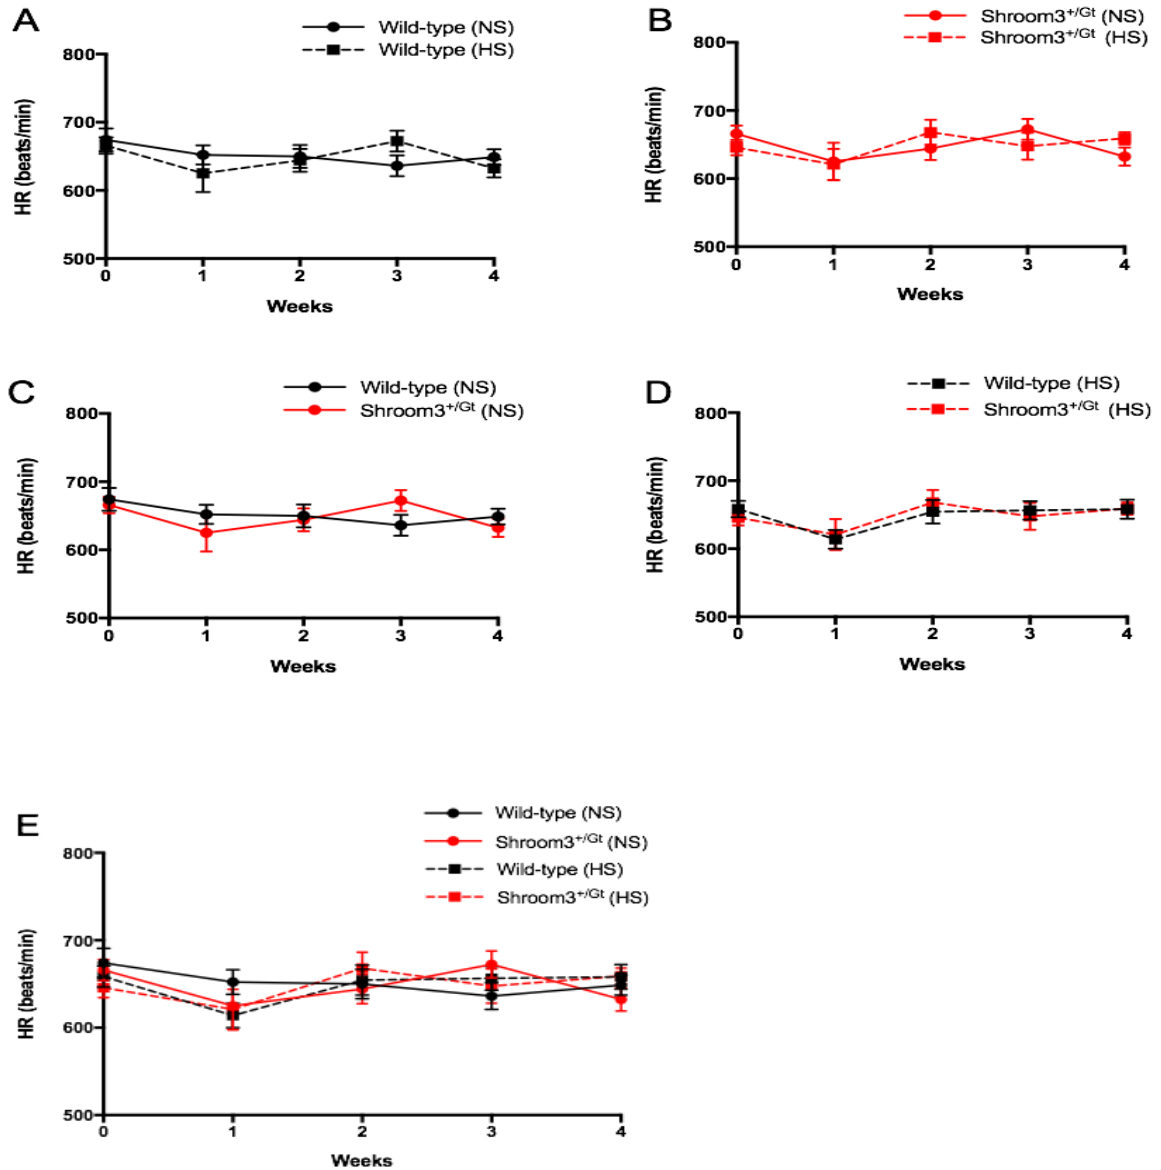 A
Wild-type (NS)
Wild-type (HS)
800
700
600
500
HR (beats/min)
0 1 2 3 4
Weeks
B
Shroom3+/Gt (NS)
Shroom3+/Gt (HS)
800
700
600
500
HR (beats/min)
0 1 2 3 4
Weeks
C
Wild-type (NS)
Shroom3+/Gt (NS)
800
700
600
500
HR (beats/min)
0 1 2 3 4
Weeks
D
Wild-type (HS)
Shroom3+/Gt (HS)
800
700
600
500
HR (beats/min)
0 1 2 3 4
Weeks
E
Wild-type (NS)
Shroom3+/Gt (NS)
Wild-type (HS)
Shroom3+/Gt (HS)
800
700
600
500
HR (beats/min)
0 1 2 3 4
Weeks